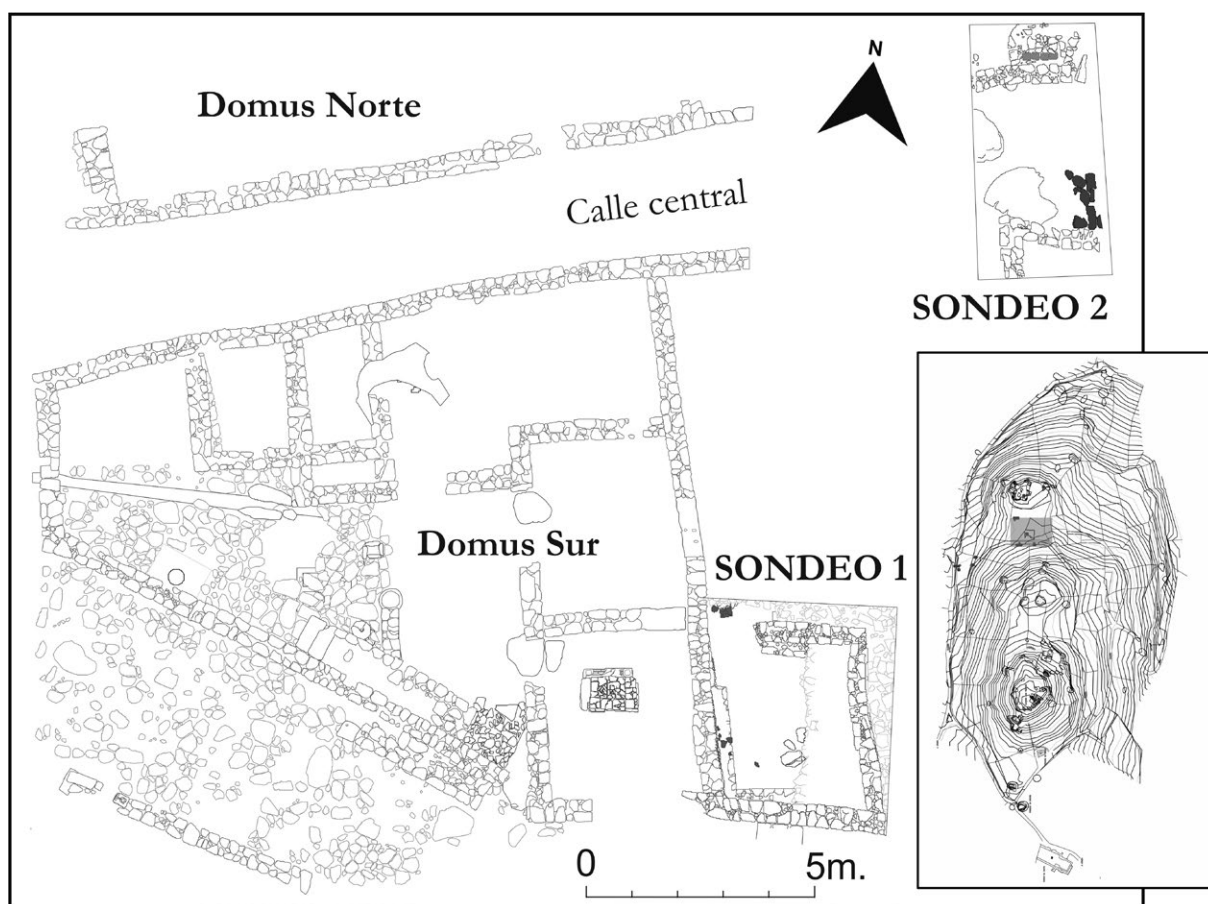 N
Domus Norte
Calle central
SONDEO 2
Domus Sur
SONDEO 1
0
5m.